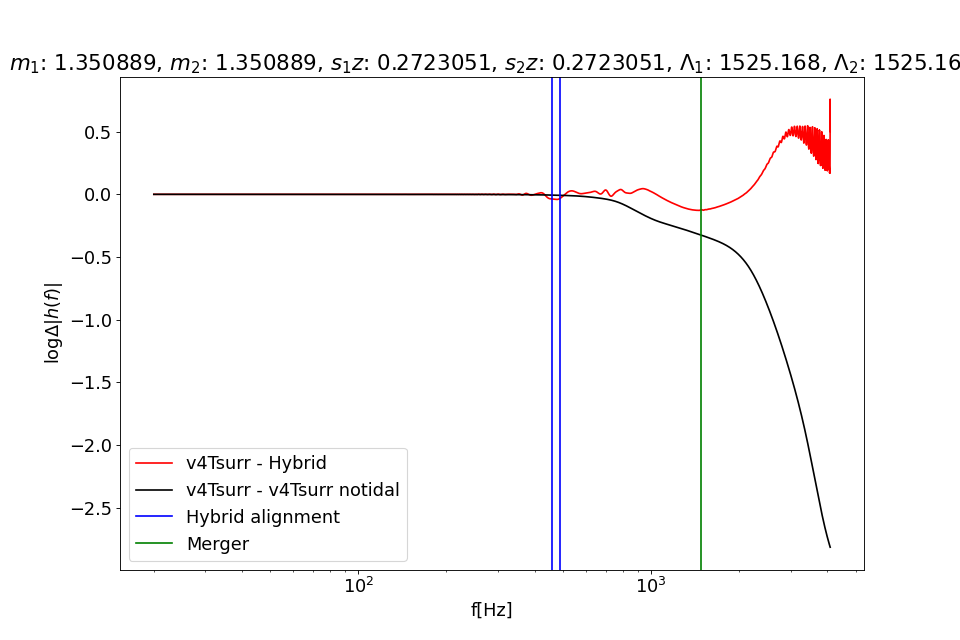 m₁: 1.350889, m₂: 1.350889, s₁z: 0.2723051, s₂z: 0.2723051, Λ₁: 1525.168, Λ₂: 1525.16
0.5
0.0
−0.5
−1.0
−1.5
−2.0
−2.5
logΔ|h(f)|
v4Tsurr - Hybrid
v4Tsurr - v4Tsurr notidal
Hybrid alignment
Merger
10² 10³
f[Hz]